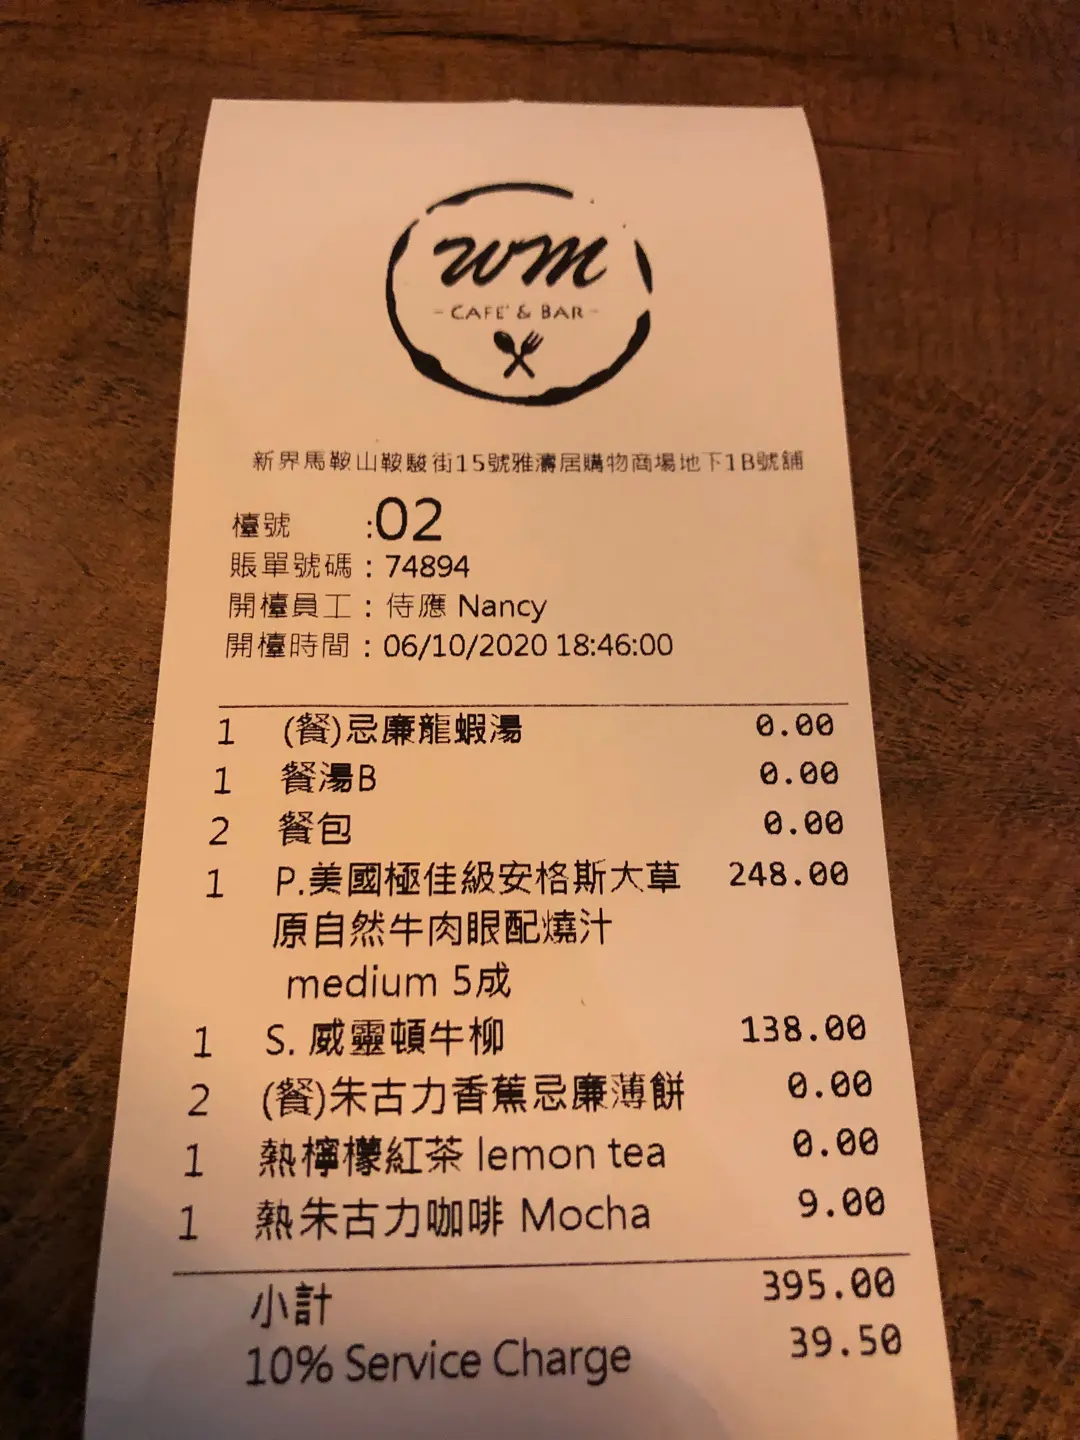 wm
- CAFE' & BAR -
新界馬鞍山鞍駿街15號雅濤居購物商場地下1B號舖
檯號 :02
賬單號碼 : 74894
開檯員工 : 侍應 Nancy
開檯時間 : 06/10/2020 18:46:00
1 (餐)忌廉龍蝦湯 0.00
1 餐湯B 0.00
2 餐包 0.00
1 P.美國極佳級安格斯大草 248.00
原自然牛肉眼配燒汁
medium 5成
1 S. 威靈頓牛柳 138.00
2 (餐)朱古力香蕉忌廉薄餅 0.00
1 熱檸檬紅茶 lemon tea 0.00
1 熱朱古力咖啡 Mocha 9.00
小計 395.00
10% Service Charge 39.50